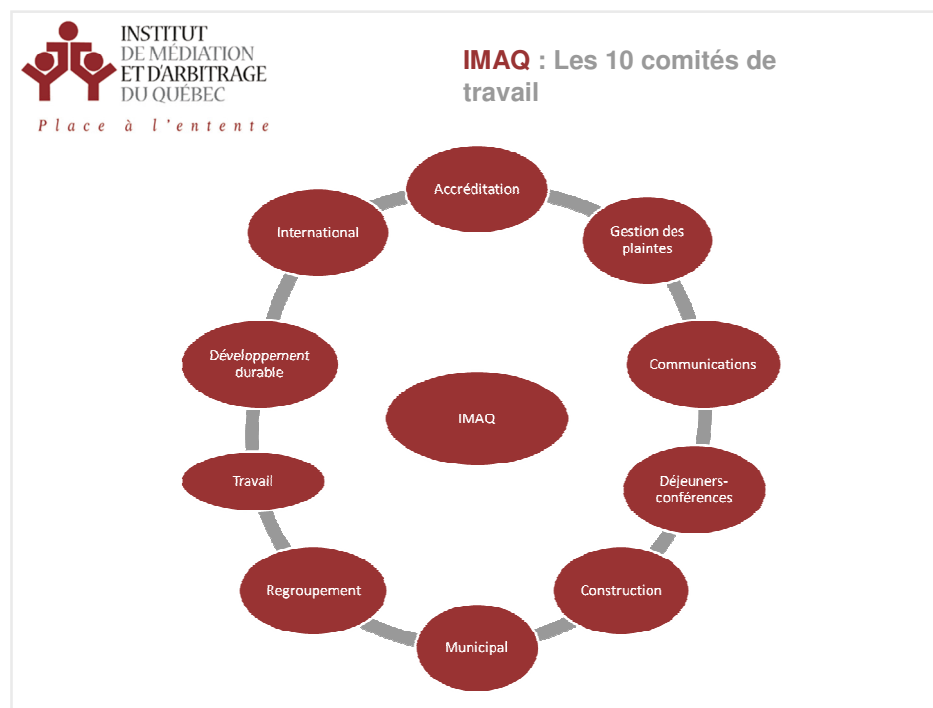 INSTITUT
DE MÉDIATION
ET D'ARBITRAGE
DU QUÉBEC
Place à l'entente
IMAQ : Les 10 comités de
travail
Accréditation
Gestion des
plaintes
Communications
Déjeuners-
conférences
Construction
Municipal
Regroupement
Travail
Développement
durable
International
IMAQ